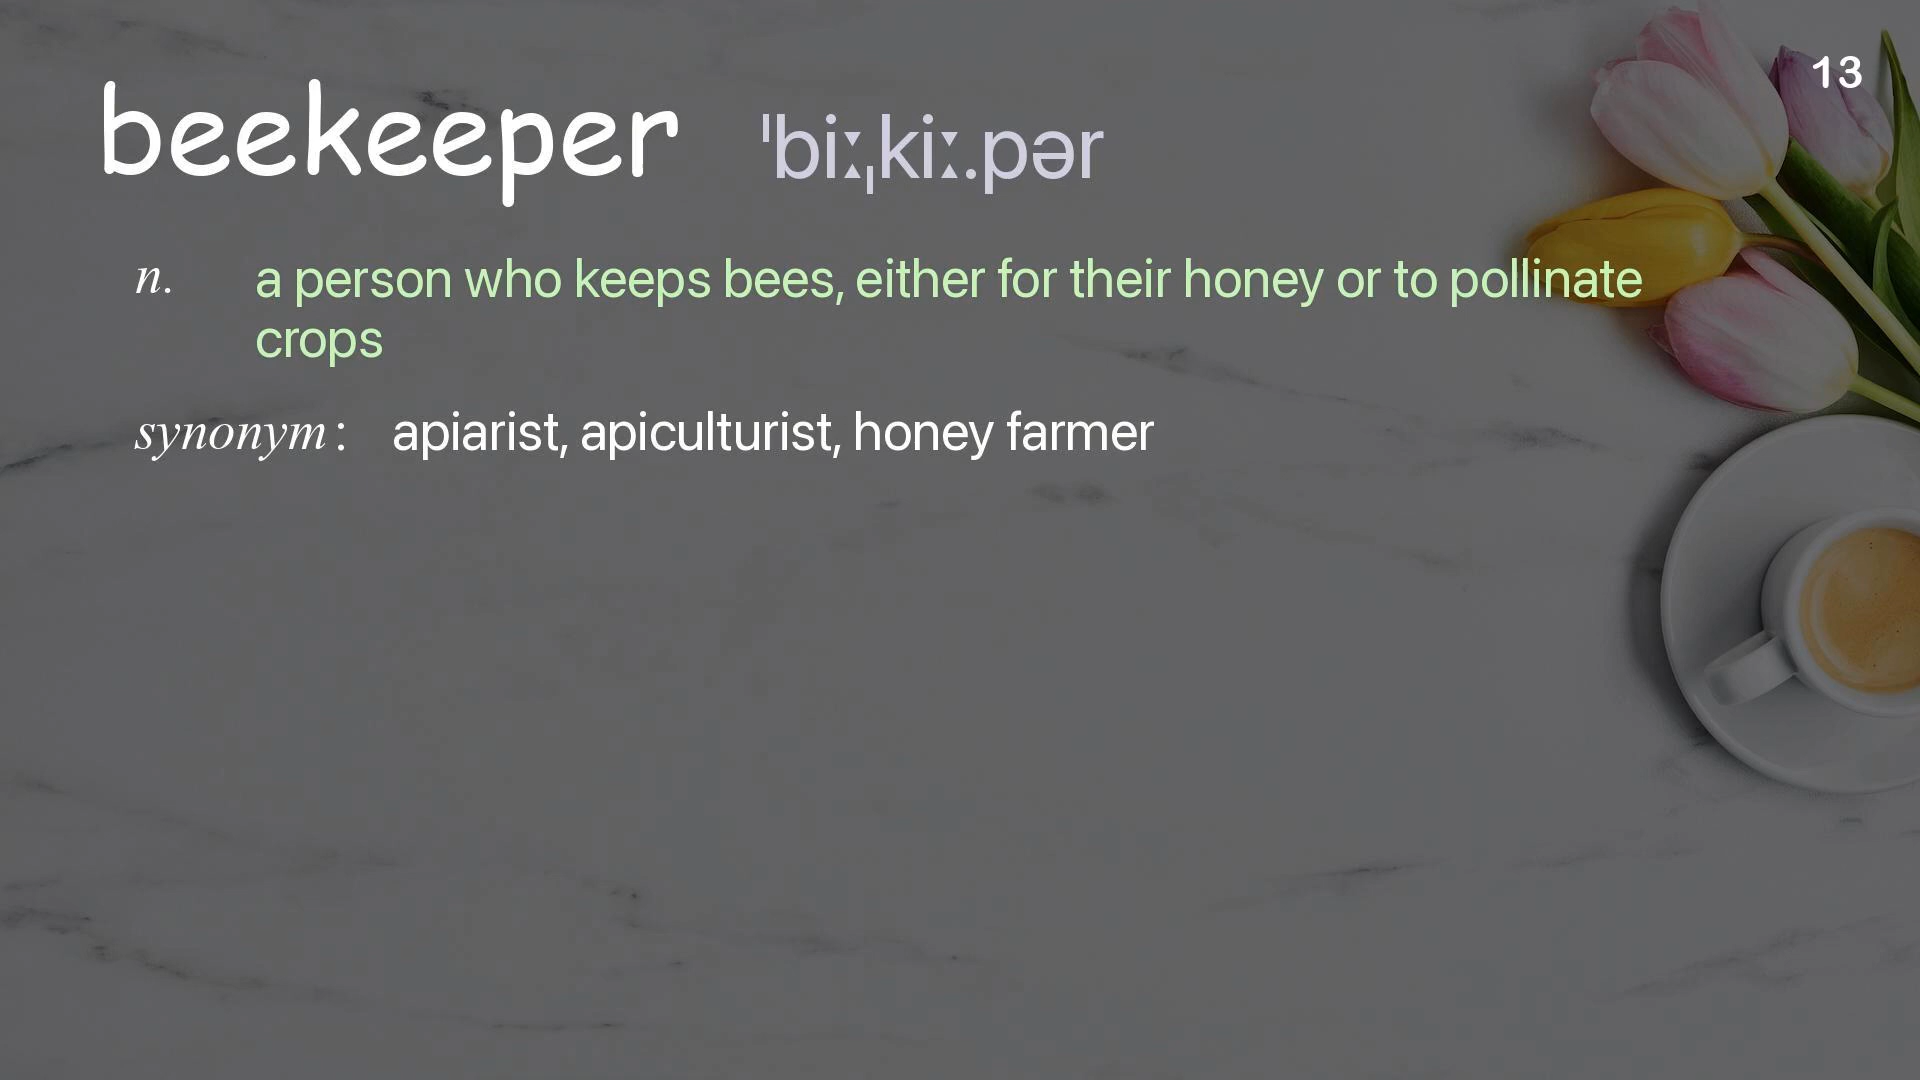 13
beekeeper ˈbiːˌkiː.pər
n. a person who keeps bees, either for their honey or to pollinate
crops
synonym: apiarist, apiculturist, honey farmer